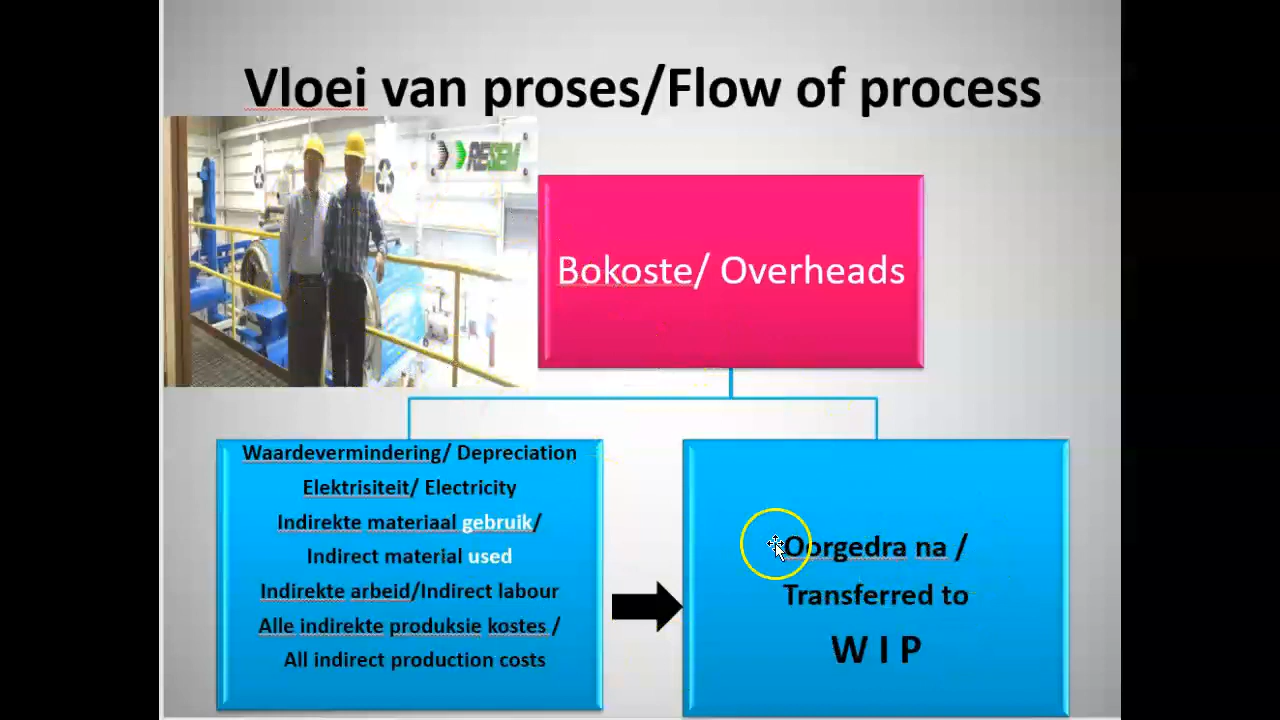 Vloei van proses/Flow of process
RESEM
Bokoste/ Overheads
Waardevermindering/ Depreciation
Elektrisiteit/ Electricity
Indirekte materiaal gebruik/
Indirect material used
Indirekte arbeid/Indirect labour
Alle indirekte produksie kostes /
All indirect production costs
Oorgedra na /
Transferred to
W I P